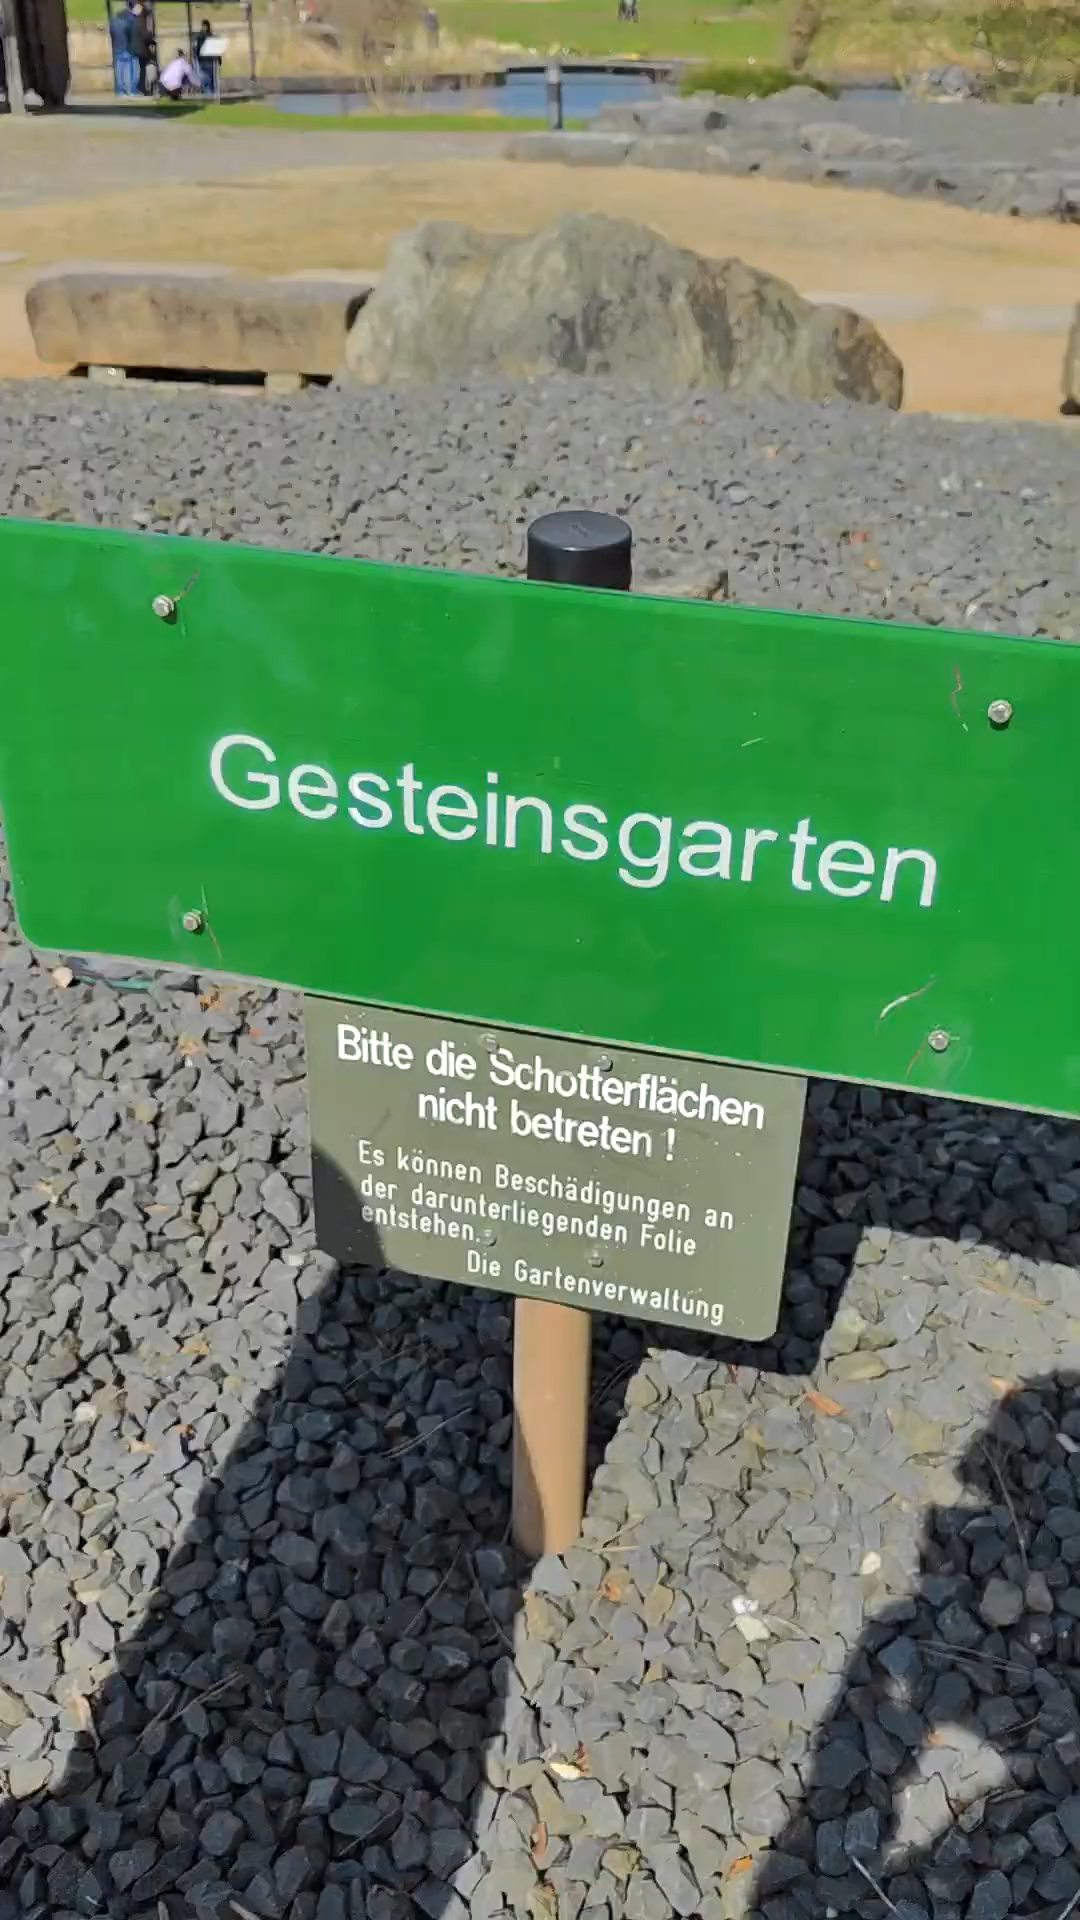 Gesteinsgarten
Bitte die Schotterflächen
nicht betreten !
Es können Beschädigungen an
der darunterliegenden Folie
entstehen.
Die Gartenverwaltung